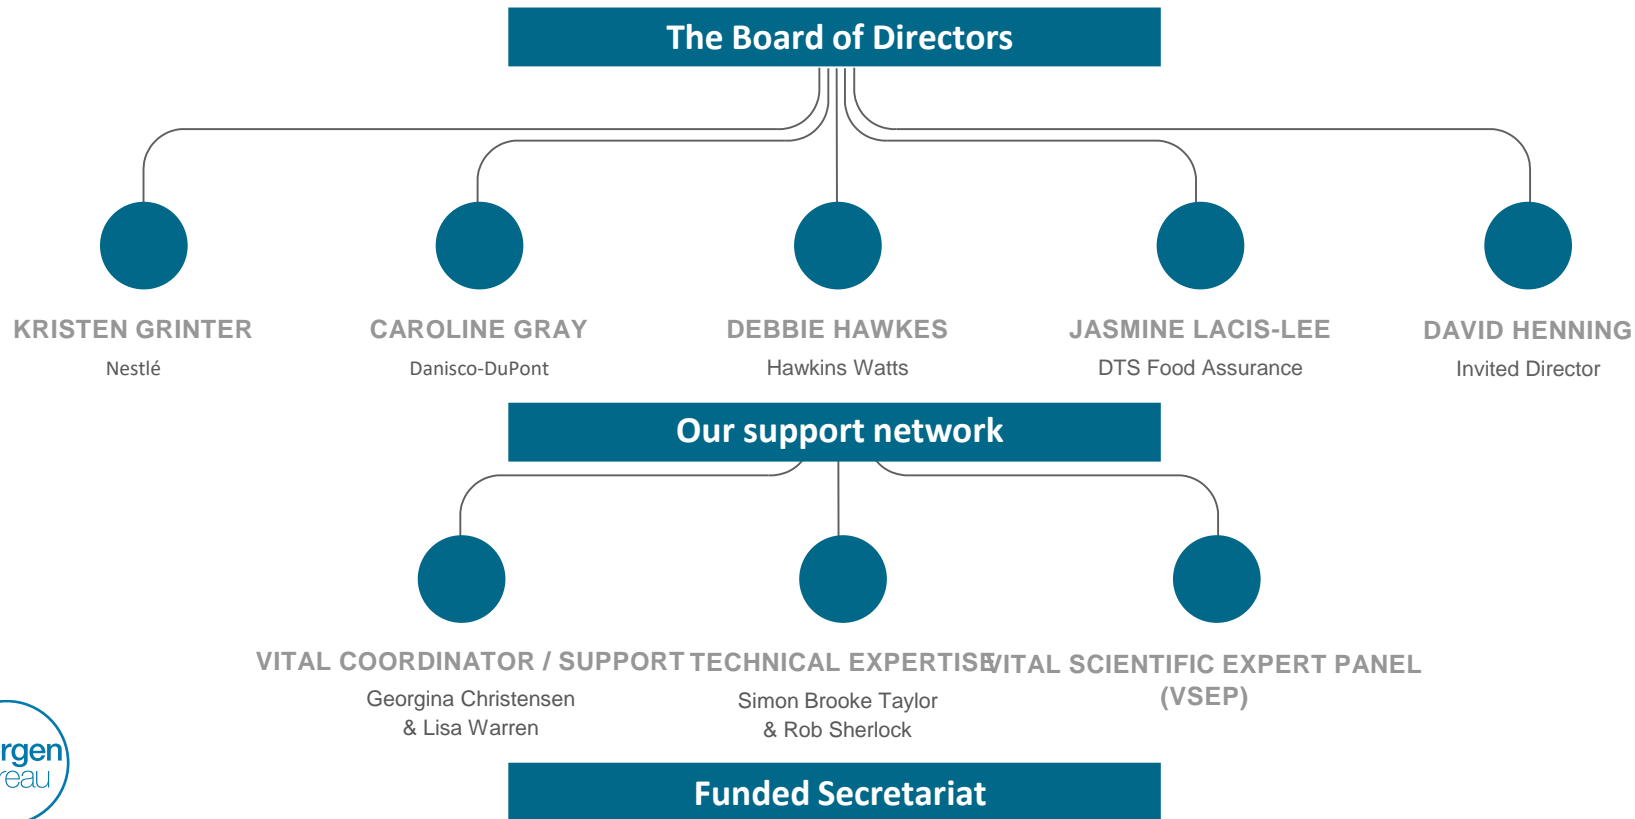 The Board of Directors
KRISTEN GRINTER
Nestlé
CAROLINE GRAY
Danisco-DuPont
DEBBIE HAWKES
Hawkins Watts
JASMINE LACIS-LEE
DTS Food Assurance
DAVID HENNING
Invited Director
Our support network
VITAL COORDINATOR / SUPPORT
Georgina Christensen
& Lisa Warren
TECHNICAL EXPERTISE
Simon Brooke Taylor
& Rob Sherlock
VITAL SCIENTIFIC EXPERT PANEL
(VSEP)
rgen
reau
Funded Secretariat